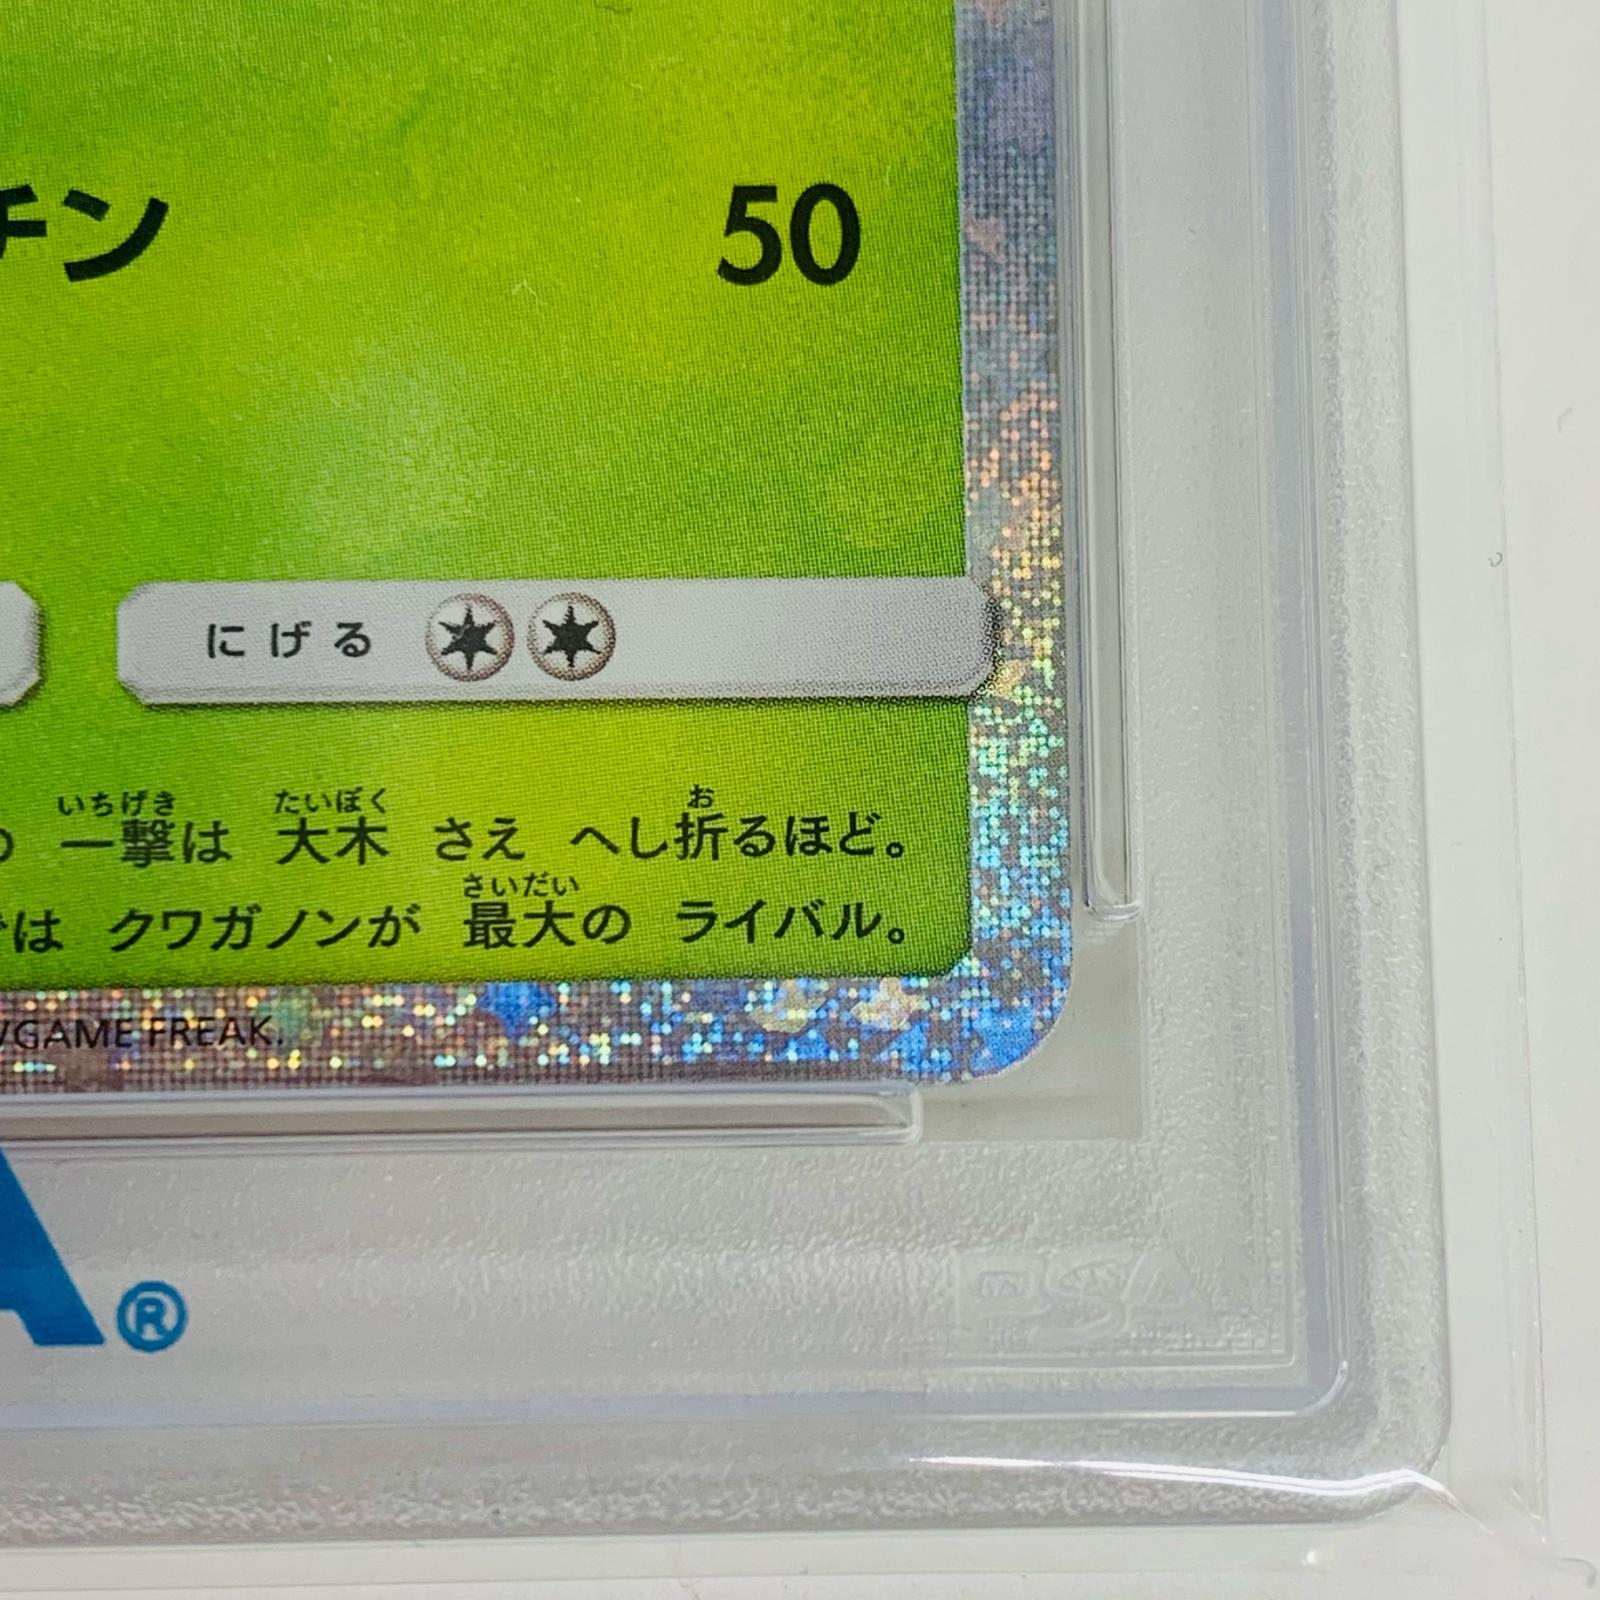 チン 50
にげる
いちげき たいぼく お
一撃は 大木 さえ へし折るほど。
さいだい
は クワガノンが 最大の ライバル。
GAME FREAK.
A®
PSA